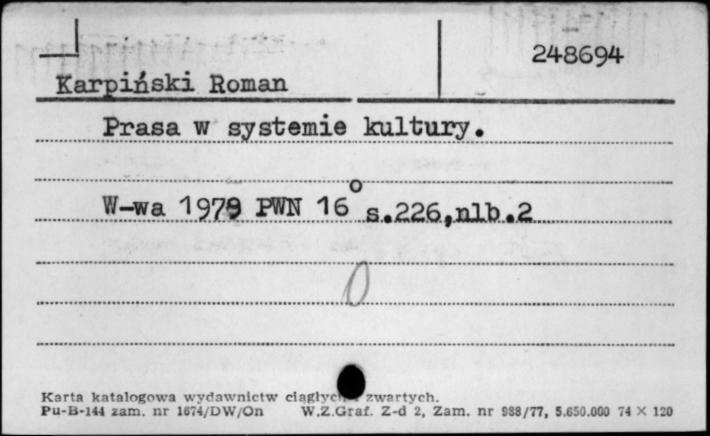 248694
Karpiński Roman
Prasa w systemie kultury.
W-wa 1979 PWN 16° s.226,nlb.2
0
Karta katalogowa wydawnictw ciągłych i zwartych.
Pu-B-144 zam. nr 1674/DW/On W.Z.Graf. Z-d 2, Zam. nr 988/77, 5.650.000 74 × 120